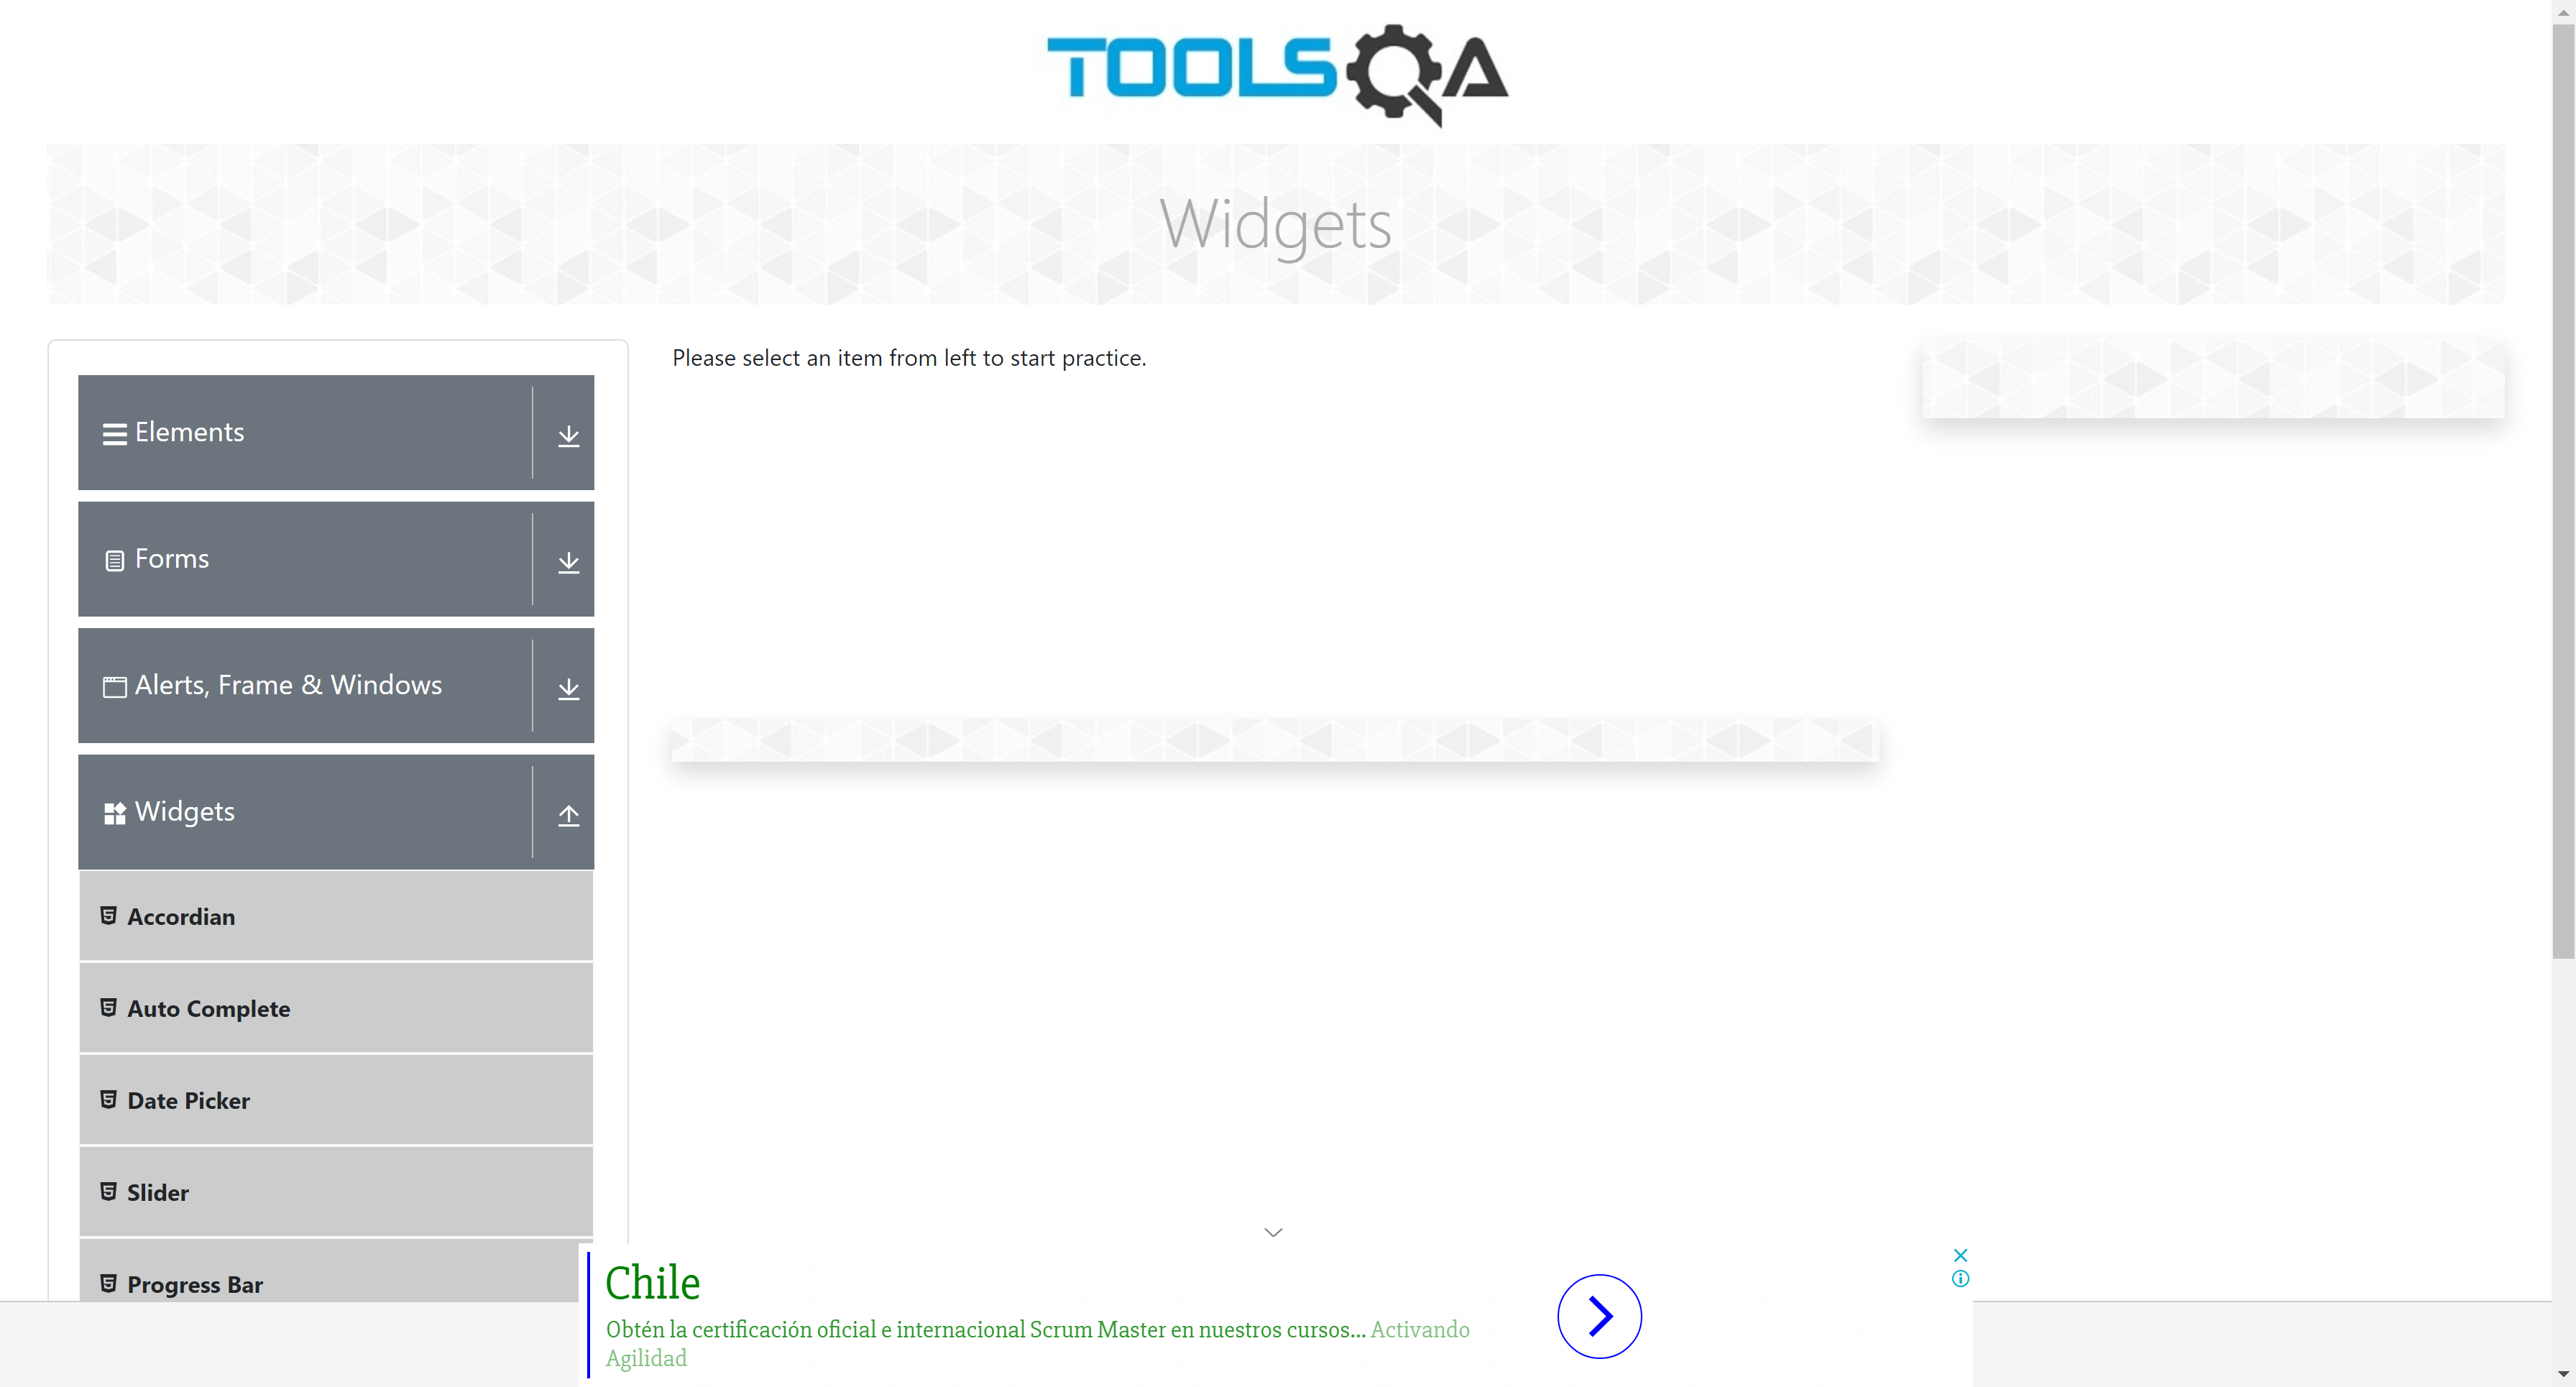 TOOLSQA
Widgets
Please select an item from left to start practice.
Elements
Forms
Alerts, Frame & Windows
Widgets
Accordian
Auto Complete
Date Picker
Slider
Progress Bar
Chile
Obtén la certificación oficial e internacional Scrum Master en nuestros cursos... Activando
Agilidad